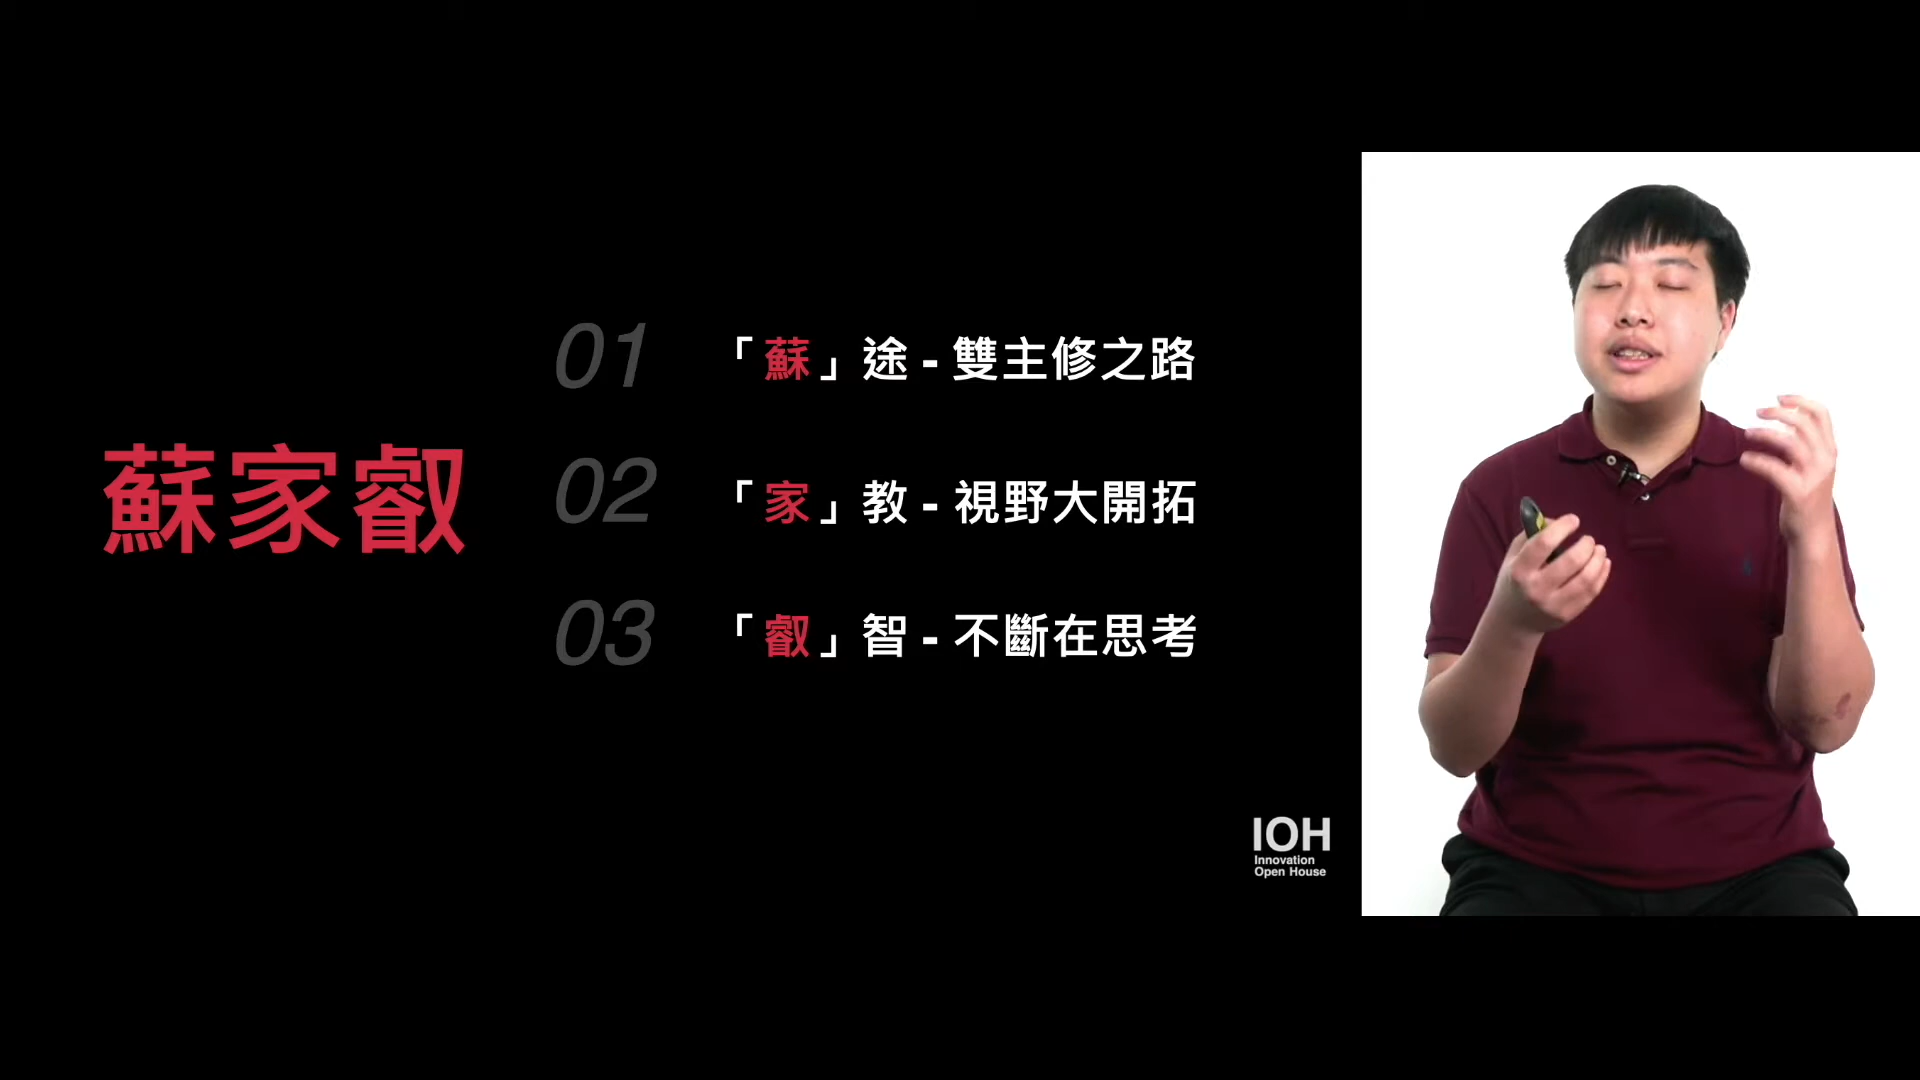 蘇家叡
01 「蘇」途 - 雙主修之路
02 「家」教 - 視野大開拓
03 「叡」智 - 不斷在思考
IOH
Innovation
Open House